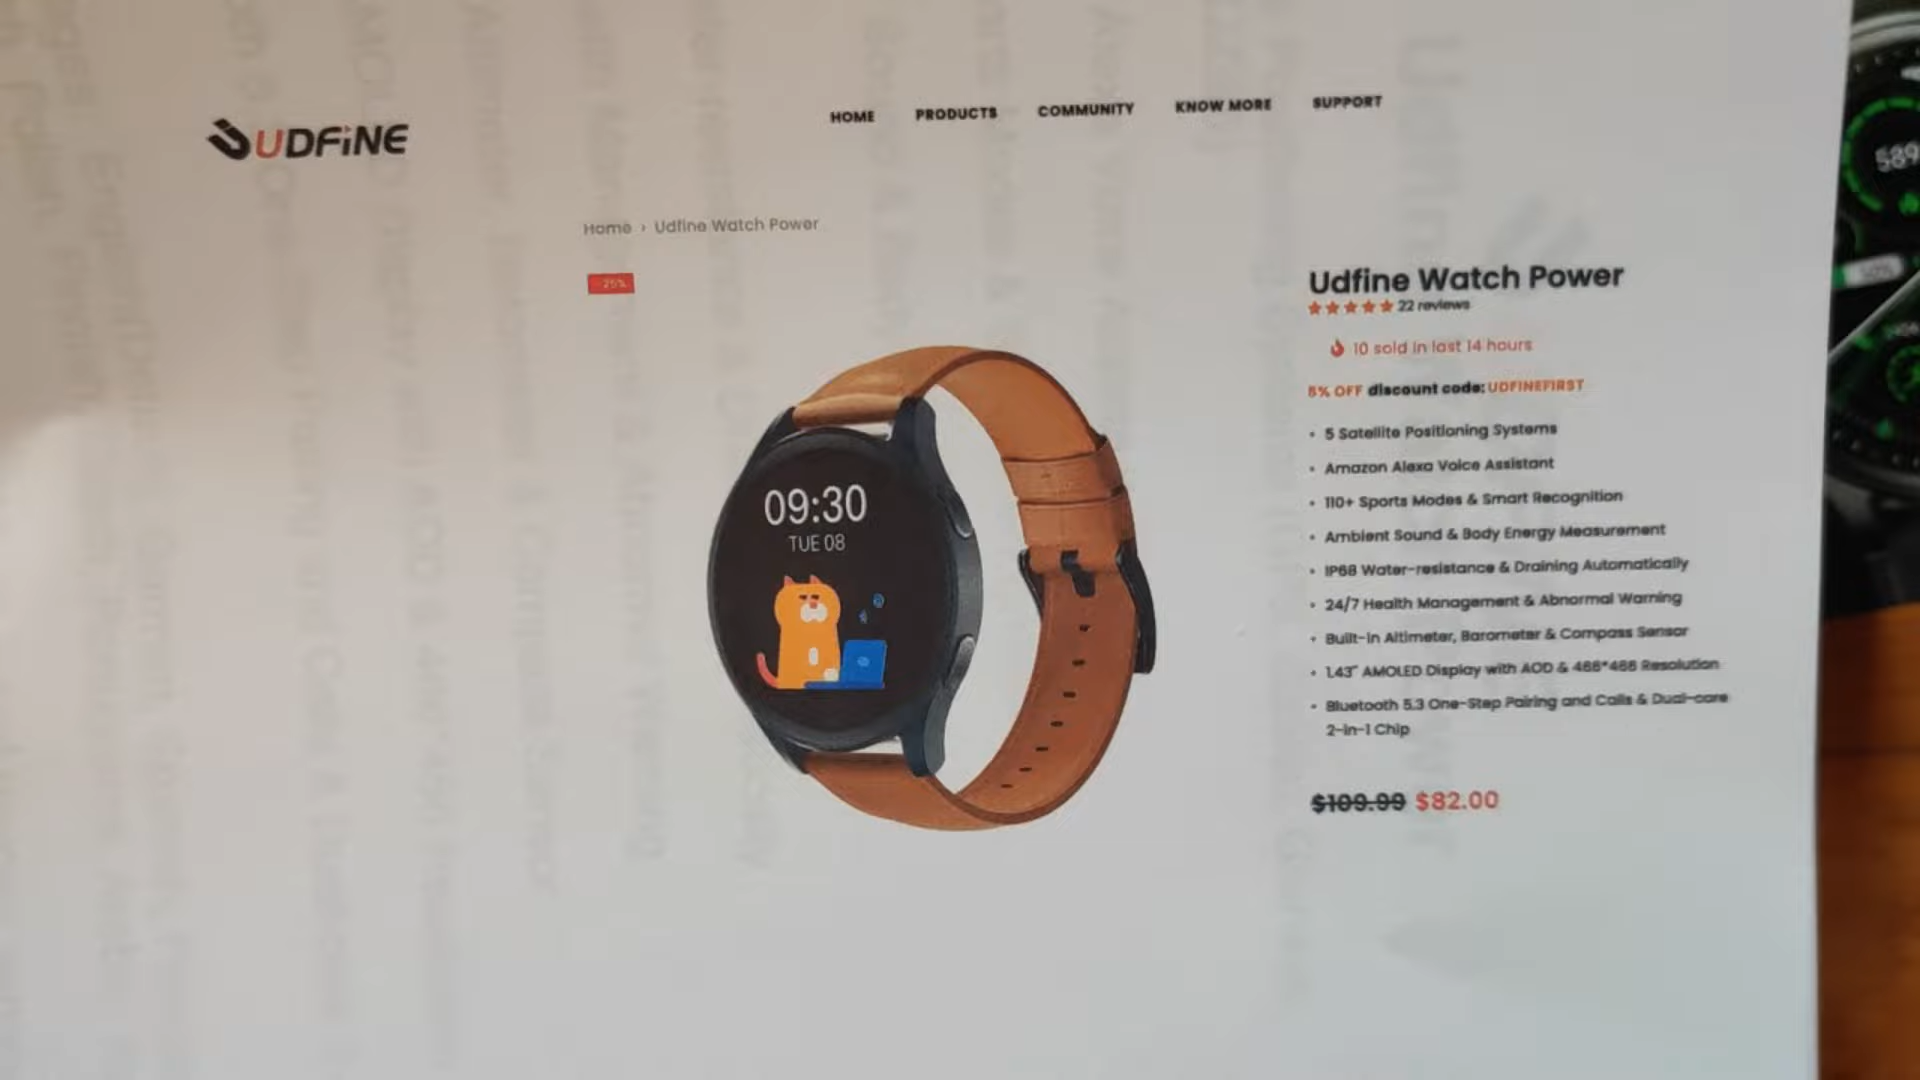 UDFINE
HOME PRODUCTS COMMUNITY KNOW MORE SUPPORT
Home › Udfine Watch Power
-25%
Udfine Watch Power
22 reviews
10 sold in last 14 hours
5% OFF discount code: UDFINEFIRST
• 5 Satellite Positioning Systems
• Amazon Alexa Voice Assistant
• 110+ Sports Modes & Smart Recognition
• Ambient Sound & Body Energy Measurement
• IP68 Water-resistance & Draining Automatically
• 24/7 Health Management & Abnormal Warning
• Built-in Altimeter, Barometer & Compass Sensor
• 1.43" AMOLED Display with AOD & 466*466 Resolution
• Bluetooth 5.3 One-Step Pairing and Calls & Dual-core
2-in-1 Chip
$109.99 $82.00
09:30
TUE 08
589